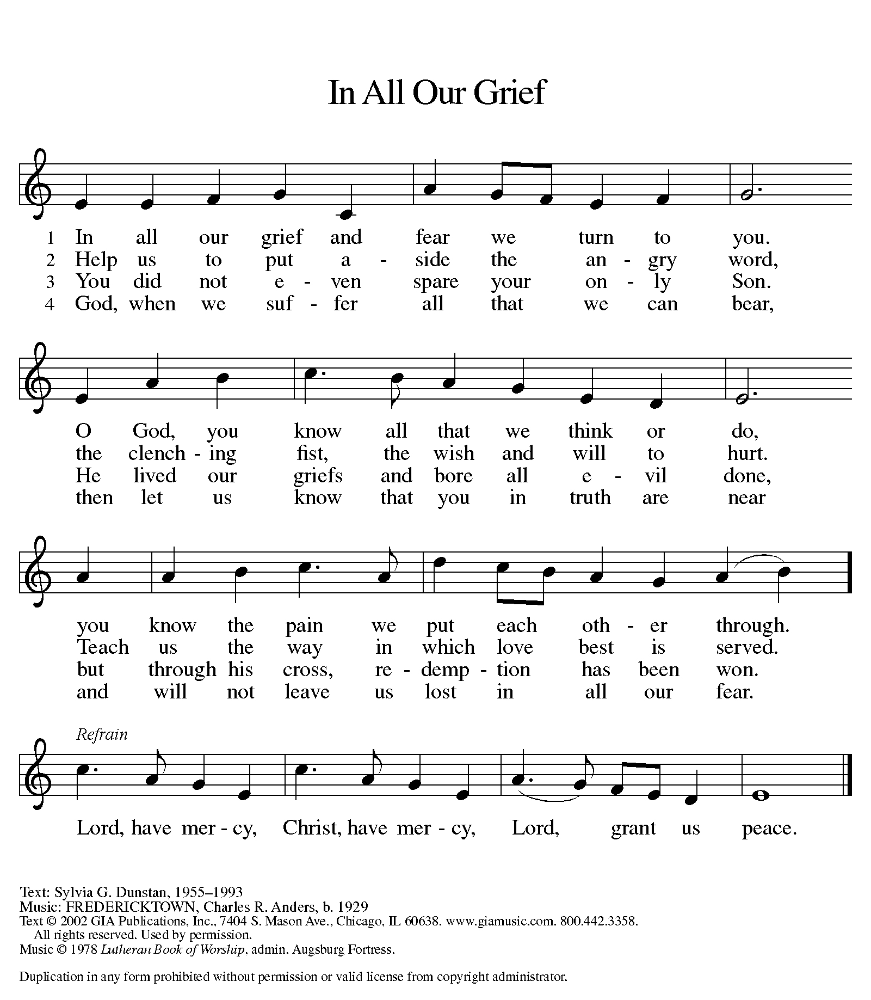 In All Our Grief
1 In all our grief and fear we turn to you.
2 Help us to put a - side the an - gry word,
3 You did not e - ven spare your on - ly Son.
4 God, when we suf - fer all that we can bear,
O God, you know all that we think or do,
the clench - ing fist, the wish and will to hurt.
He lived our griefs and bore all e - vil done,
then let us know that you in truth are near
you know the pain we put each oth - er through.
Teach us the way in which love best is served.
but through his cross, re - demp - tion has been won.
and will not leave us lost in all our fear.
Refrain
Lord, have mer - cy, Christ, have mer - cy, Lord, grant us peace.
Text: Sylvia G. Dunstan, 1955–1993
Music: FREDERICKTOWN, Charles R. Anders, b. 1929
Text © 2002 GIA Publications, Inc., 7404 S. Mason Ave., Chicago, IL 60638. www.giamusic.com. 800.442.3358.
All rights reserved. Used by permission.
Music © 1978 Lutheran Book of Worship, admin. Augsburg Fortress.
Duplication in any form prohibited without permission or valid license from copyright administrator.